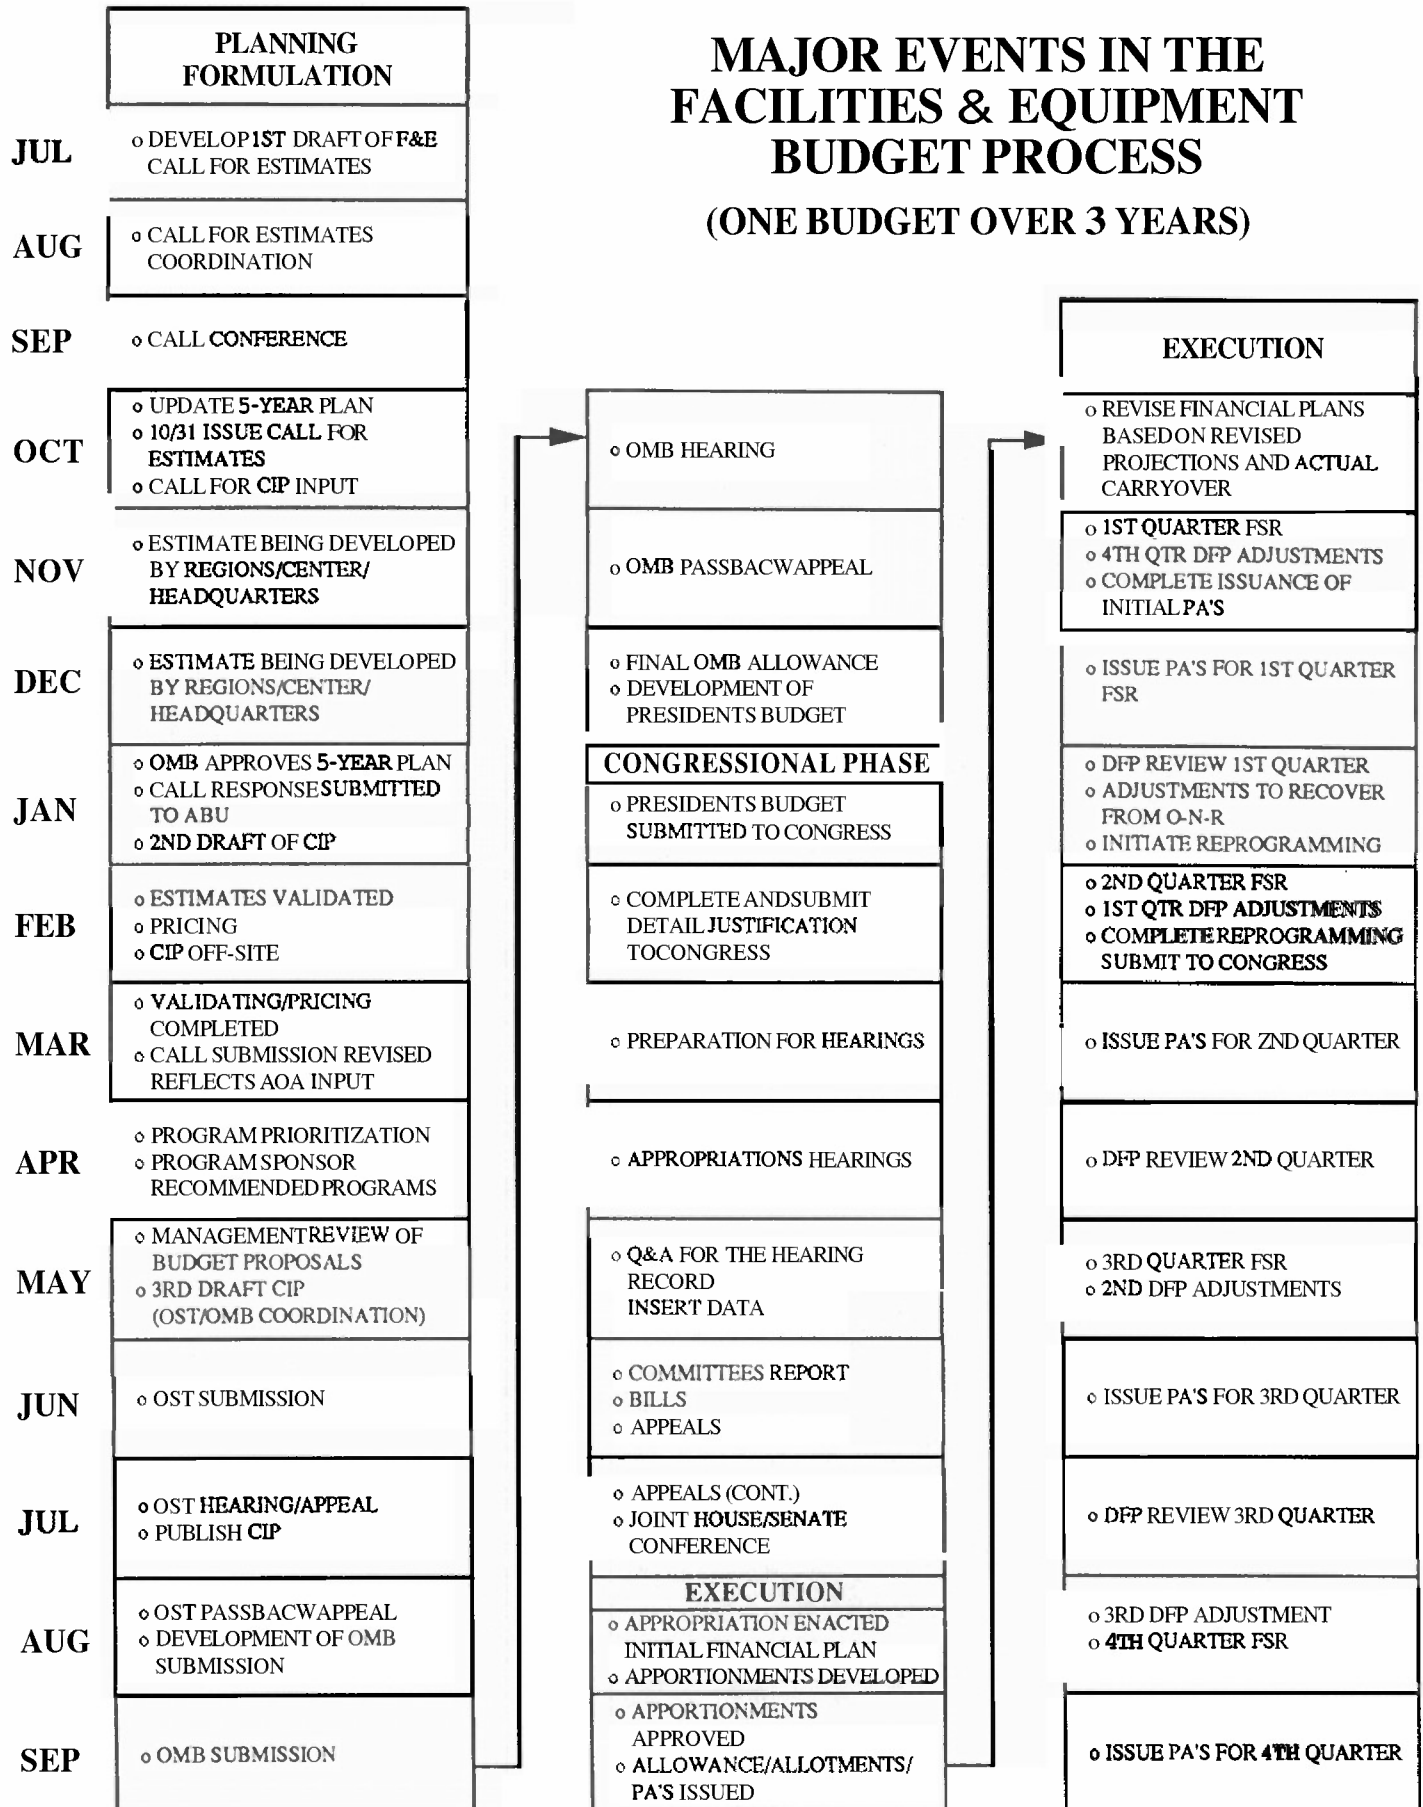 PLANNING
FORMULATION
MAJOR EVENTS IN THE
FACILITIES & EQUIPMENT
BUDGET PROCESS
(ONE BUDGET OVER 3 YEARS)
JUL
o DEVELOP 1ST DRAFT OF F&E
CALL FOR ESTIMATES
AUG
o CALL FOR ESTIMATES
COORDINATION
SEP
o CALL CONFERENCE
OCT
o UPDATE 5-YEAR PLAN
o 10/31 ISSUE CALL FOR
ESTIMATES
o CALL FOR CIP INPUT
NOV
o ESTIMATE BEING DEVELOPED
BY REGIONS/CENTER/
HEADQUARTERS
DEC
o ESTIMATE BEING DEVELOPED
BY REGIONS/CENTER/
HEADQUARTERS
JAN
o OMB APPROVES 5-YEAR PLAN
o CALL RESPONSE SUBMITTED
TO ABU
o 2ND DRAFT OF CIP
FEB
o ESTIMATES VALIDATED
o PRICING
o CIP OFF-SITE
MAR
o VALIDATING/PRICING
COMPLETED
o CALL SUBMISSION REVISED
REFLECTS AOA INPUT
APR
o PROGRAM PRIORITIZATION
o PROGRAM SPONSOR
RECOMMENDED PROGRAMS
MAY
o MANAGEMENT REVIEW OF
BUDGET PROPOSALS
o 3RD DRAFT CIP
(OST/OMB COORDINATION)
JUN
o OST SUBMISSION
JUL
o OST HEARING/APPEAL
o PUBLISH CIP
AUG
o OST PASSBACWAPPEAL
o DEVELOPMENT OF OMB
SUBMISSION
SEP
o OMB SUBMISSION
o OMB HEARING
o OMB PASSBACWAPPEAL
o FINAL OMB ALLOWANCE
o DEVELOPMENT OF
PRESIDENTS BUDGET
CONGRESSIONAL PHASE
o PRESIDENTS BUDGET
SUBMITTED TO CONGRESS
o COMPLETE ANDSUBMIT
DETAIL JUSTIFICATION
TOCONGRESS
o PREPARATION FOR HEARINGS
o APPROPRIATIONS HEARINGS
o Q&A FOR THE HEARING
RECORD
INSERT DATA
o COMMITTEES REPORT
o BILLS
o APPEALS
o APPEALS (CONT.)
o JOINT HOUSE/SENATE
CONFERENCE
EXECUTION
o APPROPRIATION ENACTED
INITIAL FINANCIAL PLAN
o APPORTIONMENTS DEVELOPED
o APPORTIONMENTS
APPROVED
o ALLOWANCE/ALLOTMENTS/
PA'S ISSUED
EXECUTION
o REVISE FINANCIAL PLANS
BASED ON REVISED
PROJECTIONS AND ACTUAL
CARRYOVER
o 1ST QUARTER FSR
o 4TH QTR DFP ADJUSTMENTS
o COMPLETE ISSUANCE OF
INITIAL PA'S
o ISSUE PA'S FOR 1ST QUARTER
FSR
o DFP REVIEW 1ST QUARTER
o ADJUSTMENTS TO RECOVER
FROM O-N-R
o INITIATE REPROGRAMMING
o 2ND QUARTER FSR
o 1ST QTR DFP ADJUSTMENTS
o COMPLETE REPROGRAMMING
SUBMIT TO CONGRESS
o ISSUE PA'S FOR ZND QUARTER
o DFP REVIEW 2ND QUARTER
o 3RD QUARTER FSR
o 2ND DFP ADJUSTMENTS
o ISSUE PA'S FOR 3RD QUARTER
o DFP REVIEW 3RD QUARTER
o 3RD DFP ADJUSTMENT
o 4TH QUARTER FSR
o ISSUE PA'S FOR 4TH QUARTER